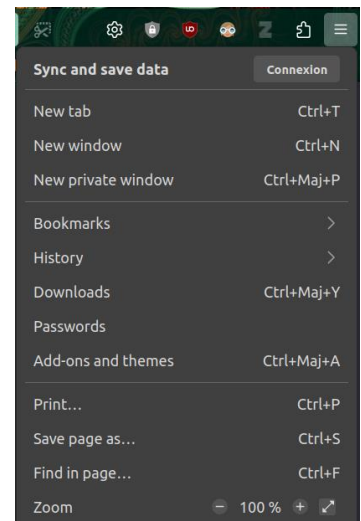 Sync and save data Connexion
New tab Ctrl+T
New window Ctrl+N
New private window Ctrl+Maj+P
Bookmarks
History
Downloads Ctrl+Maj+Y
Passwords
Add-ons and themes Ctrl+Maj+A
Print… Ctrl+P
Save page as… Ctrl+S
Find in page… Ctrl+F
Zoom − 100 % +